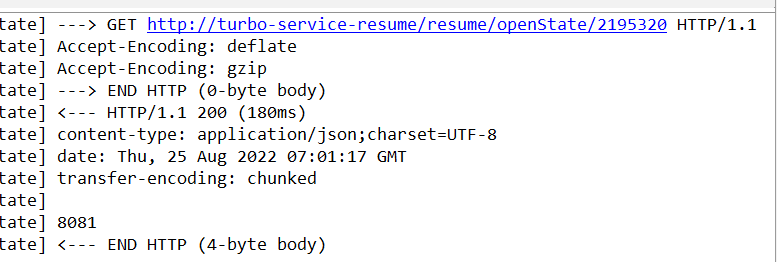 tate] ---> GET http://turbo-service-resume/resume/openState/2195320 HTTP/1.1
tate] Accept-Encoding: deflate
tate] Accept-Encoding: gzip
tate] ---> END HTTP (0-byte body)
tate] <--- HTTP/1.1 200 (180ms)
tate] content-type: application/json;charset=UTF-8
tate] date: Thu, 25 Aug 2022 07:01:17 GMT
tate] transfer-encoding: chunked
tate]
tate] 8081
tate] <--- END HTTP (4-byte body)